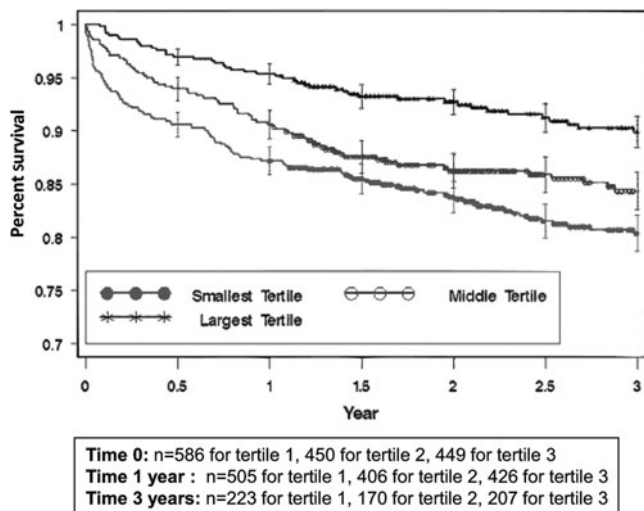 1
0.95
0.9
0.85
0.8
0.75
0.7
Percent survival
Smallest Tertile Middle Tertile
Largest Tertile
0 0.5 1 1.5 2 2.5 3
Year
Time 0: n=586 for tertile 1, 450 for tertile 2, 449 for tertile 3
Time 1 year : n=505 for tertile 1, 406 for tertile 2, 426 for tertile 3
Time 3 years: n=223 for tertile 1, 170 for tertile 2, 207 for tertile 3